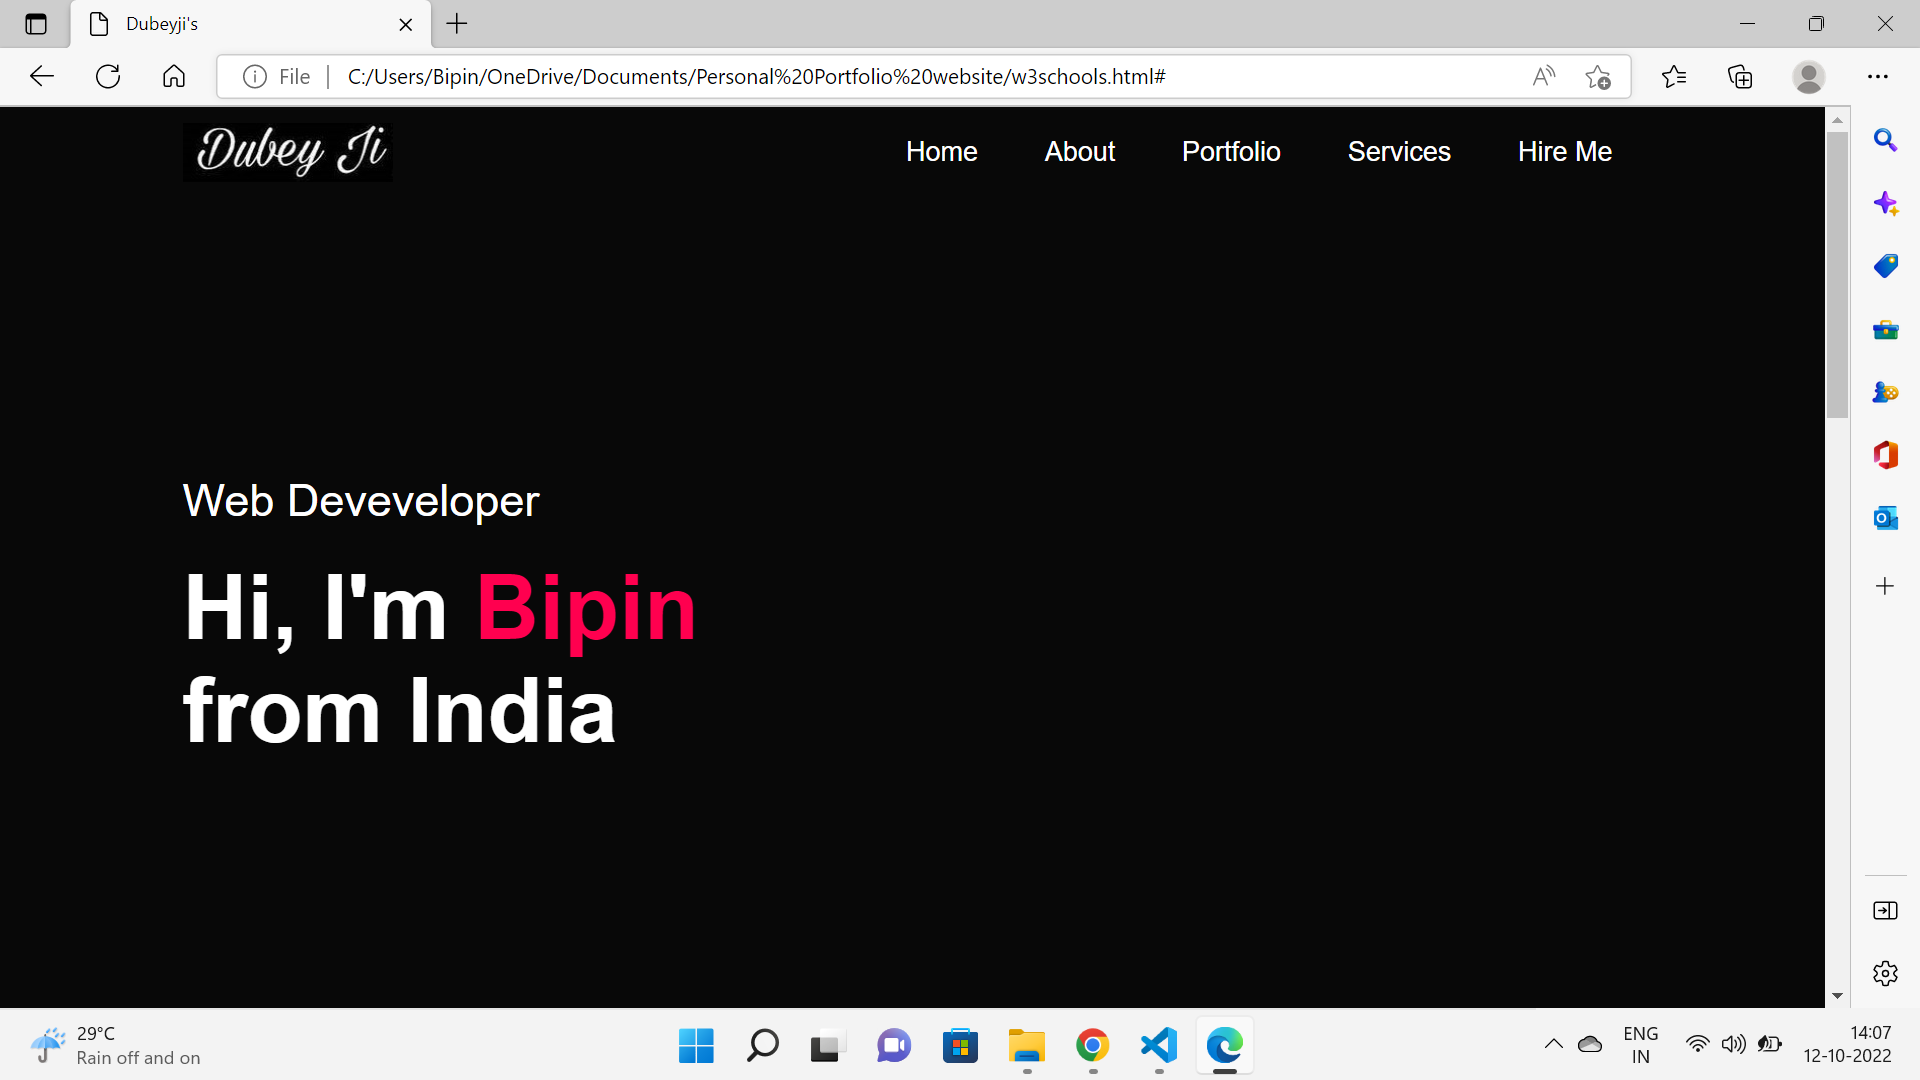 Dubeyji's
File
C:/Users/Bipin/OneDrive/Documents/Personal%20Portfolio%20website/w3schools.html#
Dubey Ji
Home About Portfolio Services Hire Me
Web Deveveloper
Hi, I'm Bipin
from India
29°C
Rain off and on
ENG
IN
14:07
12-10-2022